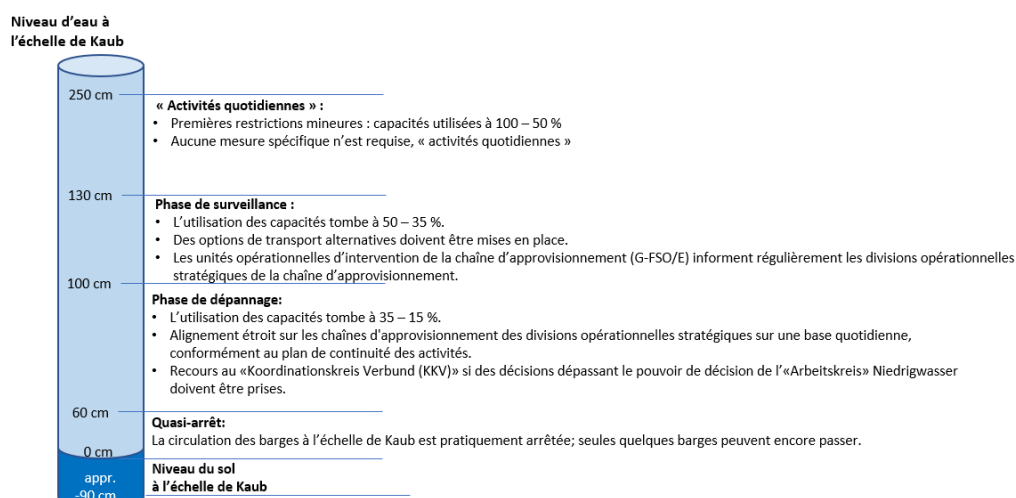 Niveau d’eau à
l’échelle de Kaub
250 cm
« Activités quotidiennes » :
• Premières restrictions mineures : capacités utilisées à 100 – 50 %
• Aucune mesure spécifique n’est requise, « activités quotidiennes »
130 cm
Phase de surveillance :
• L’utilisation des capacités tombe à 50 – 35 %.
• Des options de transport alternatives doivent être mises en place.
• Les unités opérationnelles d’intervention de la chaîne d’approvisionnement (G-FSO/E) informent régulièrement les divisions opérationnelles
stratégiques de la chaîne d’approvisionnement.
100 cm
Phase de dépannage:
• L’utilisation des capacités tombe à 35 – 15 %.
• Alignement étroit sur les chaînes d'approvisionnement des divisions opérationnelles stratégiques sur une base quotidienne,
conformément au plan de continuité des activités.
• Recours au «Koordinationskreis Verbund (KKV)» si des décisions dépassant le pouvoir de décision de l’«Arbeitskreis» Niedrigwasser
doivent être prises.
60 cm
Quasi-arrêt:
La circulation des barges à l’échelle de Kaub est pratiquement arrêtée; seules quelques barges peuvent encore passer.
0 cm
Niveau du sol
à l’échelle de Kaub
appr.
-90 cm